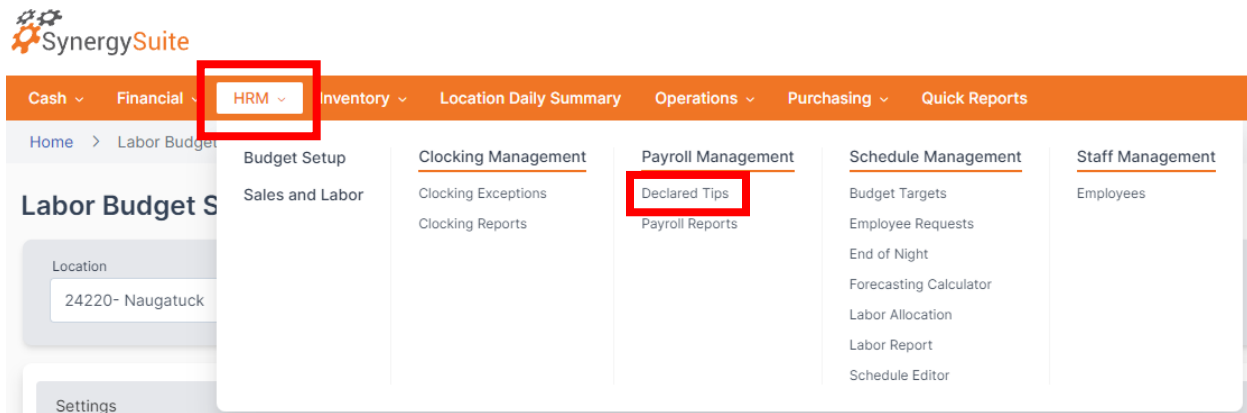 SynergySuite
Cash Financial HRM Inventory Location Daily Summary Operations Purchasing Quick Reports
Home > Labor Budget
Labor Budget S
Location
24220- Naugatuck
Settings
Budget Setup
Sales and Labor
Clocking Management
Clocking Exceptions
Clocking Reports
Payroll Management
Declared Tips
Payroll Reports
Schedule Management
Budget Targets
Employee Requests
End of Night
Forecasting Calculator
Labor Allocation
Labor Report
Schedule Editor
Staff Management
Employees